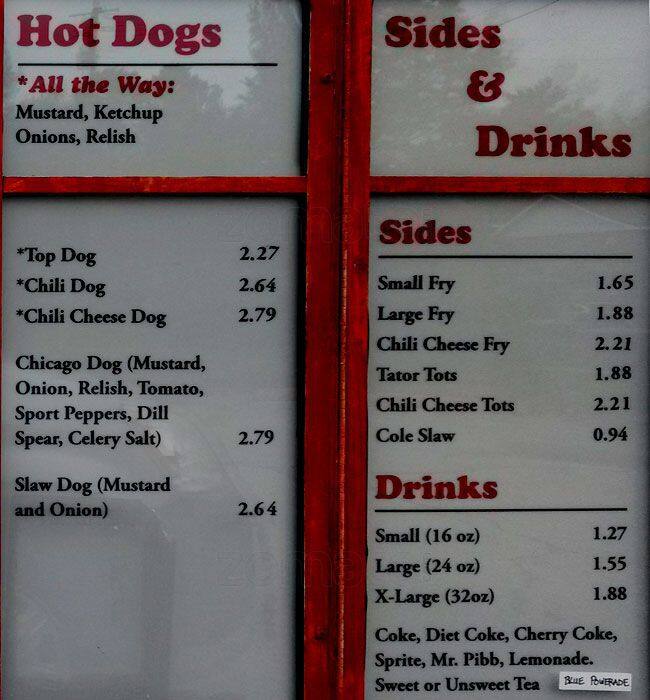 Hot Dogs
*All the Way:
Mustard, Ketchup
Onions, Relish
*Top Dog 2.27
*Chili Dog 2.64
*Chili Cheese Dog 2.79
Chicago Dog (Mustard,
Onion, Relish, Tomato,
Sport Peppers, Dill
Spear, Celery Salt) 2.79
Slaw Dog (Mustard
and Onion) 2.64
Sides
&
Drinks
Sides
Small Fry 1.65
Large Fry 1.88
Chili Cheese Fry 2.21
Tator Tots 1.88
Chili Cheese Tots 2.21
Cole Slaw 0.94
Drinks
Small (16 oz) 1.27
Large (24 oz) 1.55
X-Large (32oz) 1.88
Coke, Diet Coke, Cherry Coke,
Sprite, Mr. Pibb, Lemonade.
Sweet or Unsweet Tea BLUE POWERADE